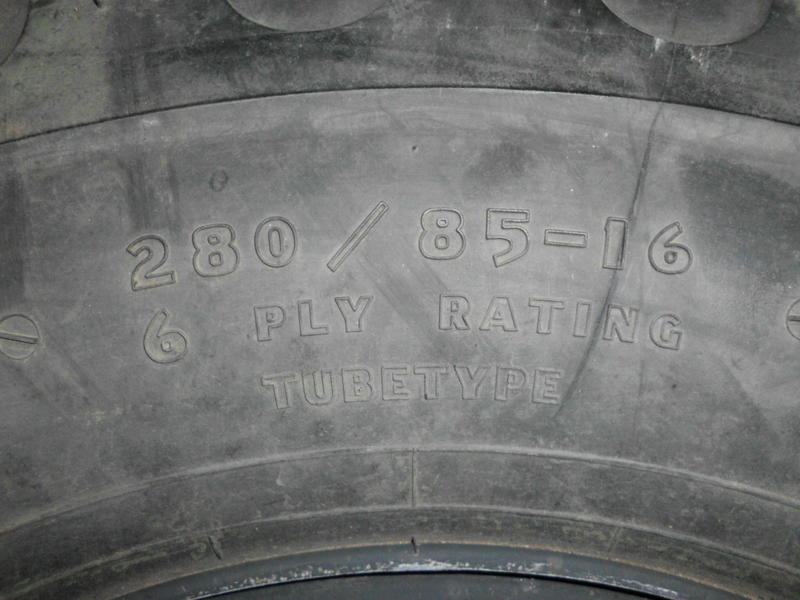 280/85-16
6 PLY RATING
TUBETYPE